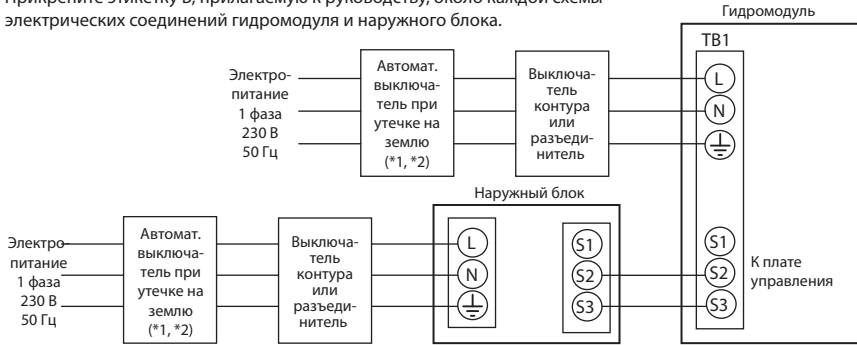 Прикрепите этикетку В, прилагаемую к руководству, около каждой схемы
электрических соединений гидромодуля и наружного блока.
Гидромодуль
TB1
Электро-
питание
1 фаза
230 В
50 Гц
Автомат.
выключа-
тель при
утечке на
землю
(*1, *2)
Выключа-
тель
контура
или
разъеди-
нитель
L
N
Наружный блок
Электро-
питание
1 фаза
230 В
50 Гц
Автомат.
выключа-
тель при
утечке на
землю
(*1, *2)
Выключа-
тель
контура
или
разъеди-
нитель
L
N
S1
S2
S3
S1
S2
S3
К плате
управления